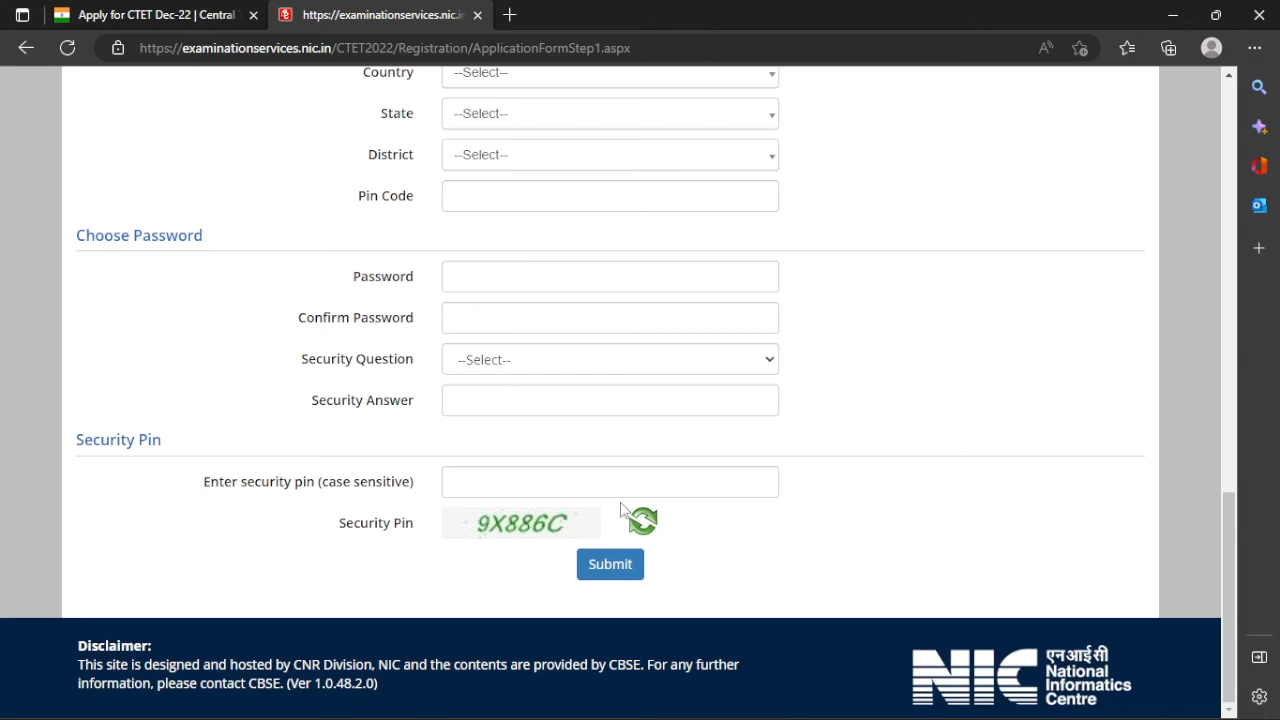 Apply for CTET Dec-22 | Central
https://examinationservices.nic.in
https://examinationservices.nic.in/CTET2022/Registration/ApplicationFormStep1.aspx
Country
--Select--
State
--Select--
District
--Select--
Pin Code
Choose Password
Password
Confirm Password
Security Question
--Select--
Security Answer
Security Pin
Enter security pin (case sensitive)
Security Pin
9X886C
Submit
Disclaimer:
This site is designed and hosted by CNR Division, NIC and the contents are provided by CBSE. For any further
information, please contact CBSE. (Ver 1.0.48.2.0)
NIC
एनआईसी
National
Informatics
Centre